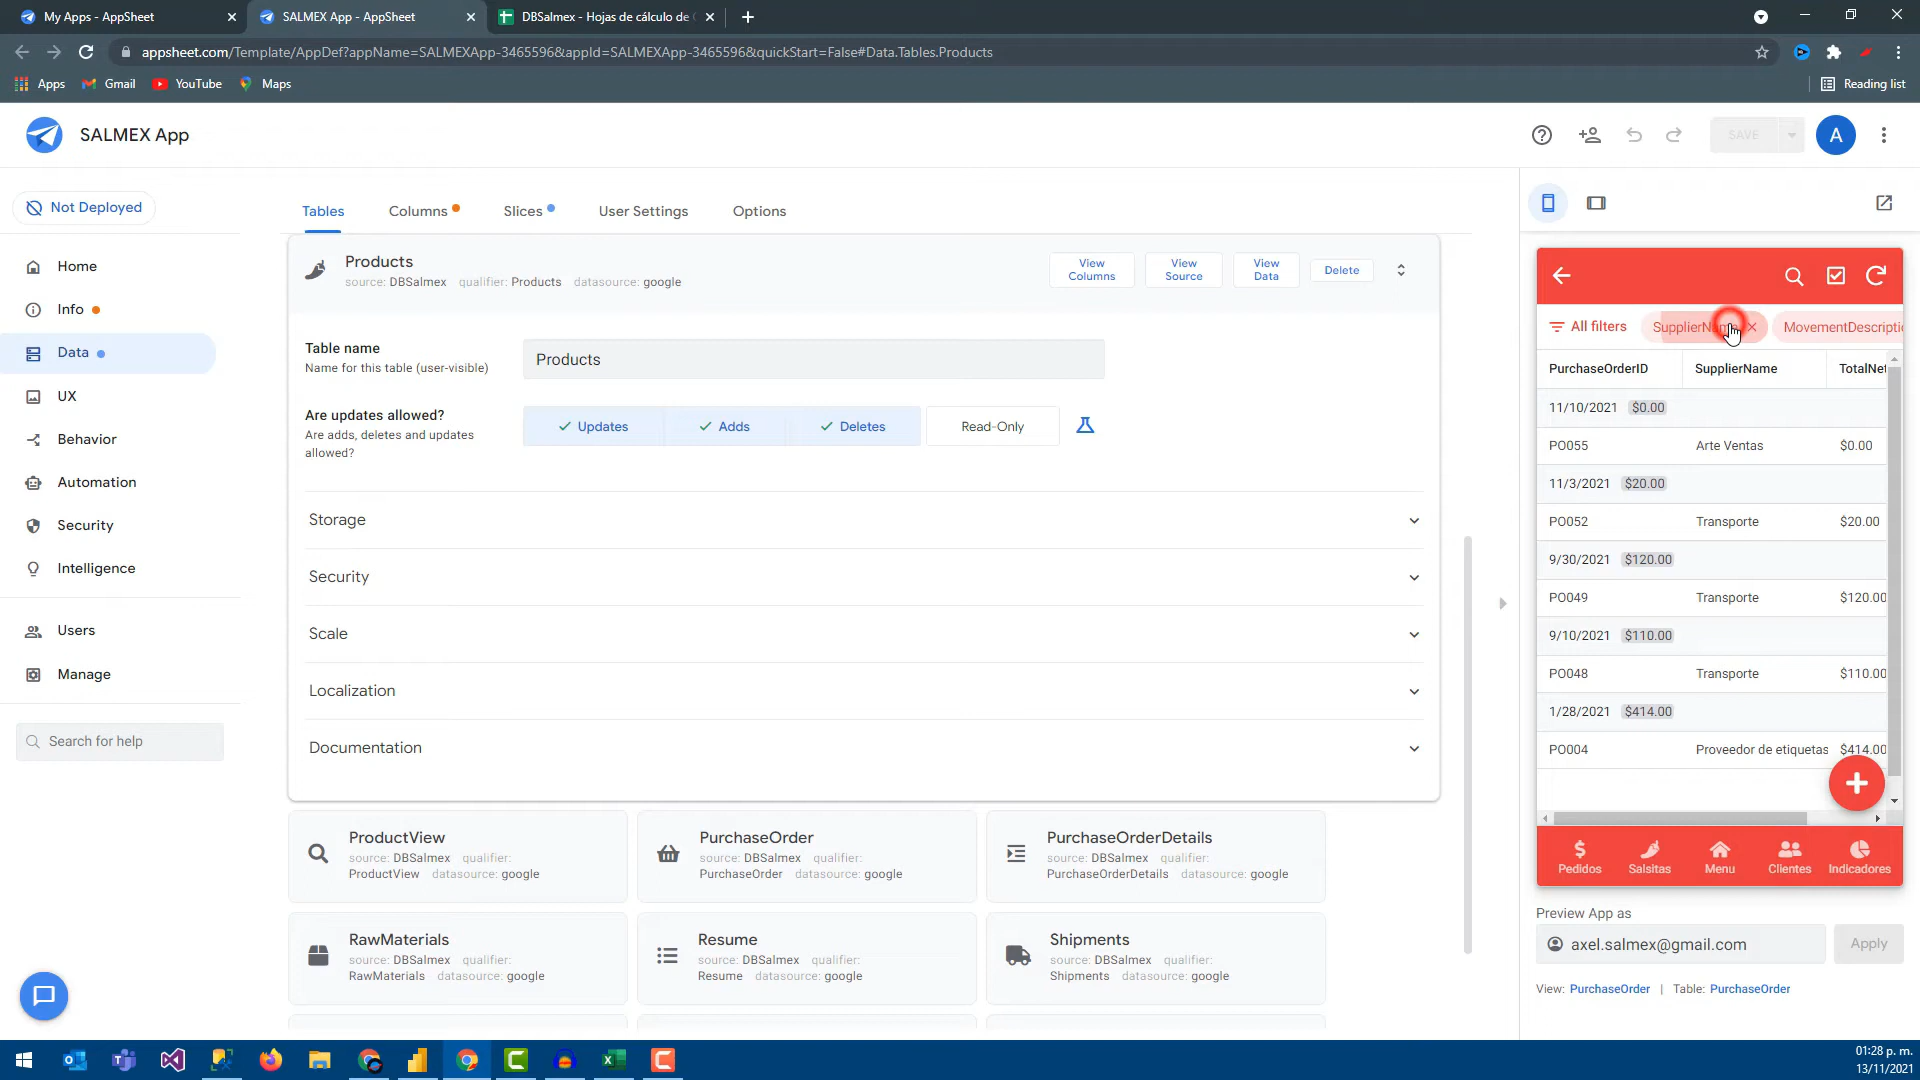 My Apps - AppSheet
SALMEX App - AppSheet
DBSalmex - Hojas de cálculo de
appsheet.com/Template/AppDef?appName=SALMEXApp-3465596&appId=SALMEXApp-3465596&quickStart=False#Data.Tables.Products
Apps
Gmail
YouTube
Maps
Reading list
SALMEX App
SAVE
A
Not Deployed
Home
Info
Data
UX
Behavior
Automation
Security
Intelligence
Users
Manage
Search for help
Tables
Columns
Slices
User Settings
Options
Products
source: DBSalmex qualifier: Products datasource: google
View Columns
View Source
View Data
Delete
Table name
Name for this table (user-visible)
Products
Are updates allowed?
Are adds, deletes and updates
allowed?
Updates
Adds
Deletes
Read-Only
Storage
Security
Scale
Localization
Documentation
ProductView
source: DBSalmex qualifier:
ProductView datasource: google
PurchaseOrder
source: DBSalmex qualifier:
PurchaseOrder datasource: google
PurchaseOrderDetails
source: DBSalmex qualifier:
PurchaseOrderDetails datasource: google
RawMaterials
source: DBSalmex qualifier:
RawMaterials datasource: google
Resume
source: DBSalmex qualifier:
Resume datasource: google
Shipments
source: DBSalmex qualifier:
Shipments datasource: google
All filters
MovementDescriptio
PurchaseOrderID SupplierName TotalNet
11/10/2021 $0.00
PO055 Arte Ventas $0.00
11/3/2021 $20.00
PO052 Transporte $20.00
9/30/2021 $120.00
PO049 Transporte $120.00
9/10/2021 $110.00
PO048 Transporte $110.00
1/28/2021 $414.00
PO004 Proveedor de etiquetas $414.00
Pedidos
Salsitas
Menu
Clientes
Indicadores
Preview App as
axel.salmex@gmail.com
Apply
View: PurchaseOrder | Table: PurchaseOrder
01:28 p. m.
13/11/2021